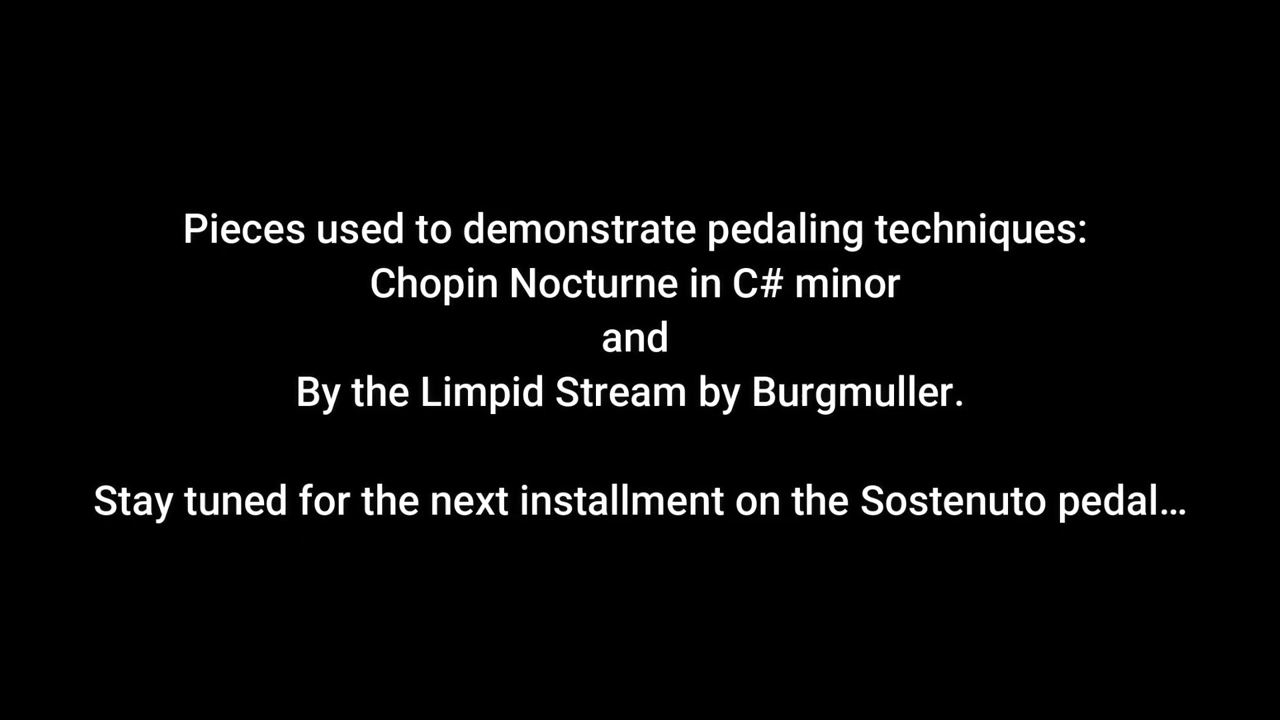 Pieces used to demonstrate pedaling techniques:
Chopin Nocturne in C# minor
and
By the Limpid Stream by Burgmuller.
Stay tuned for the next installment on the Sostenuto pedal…